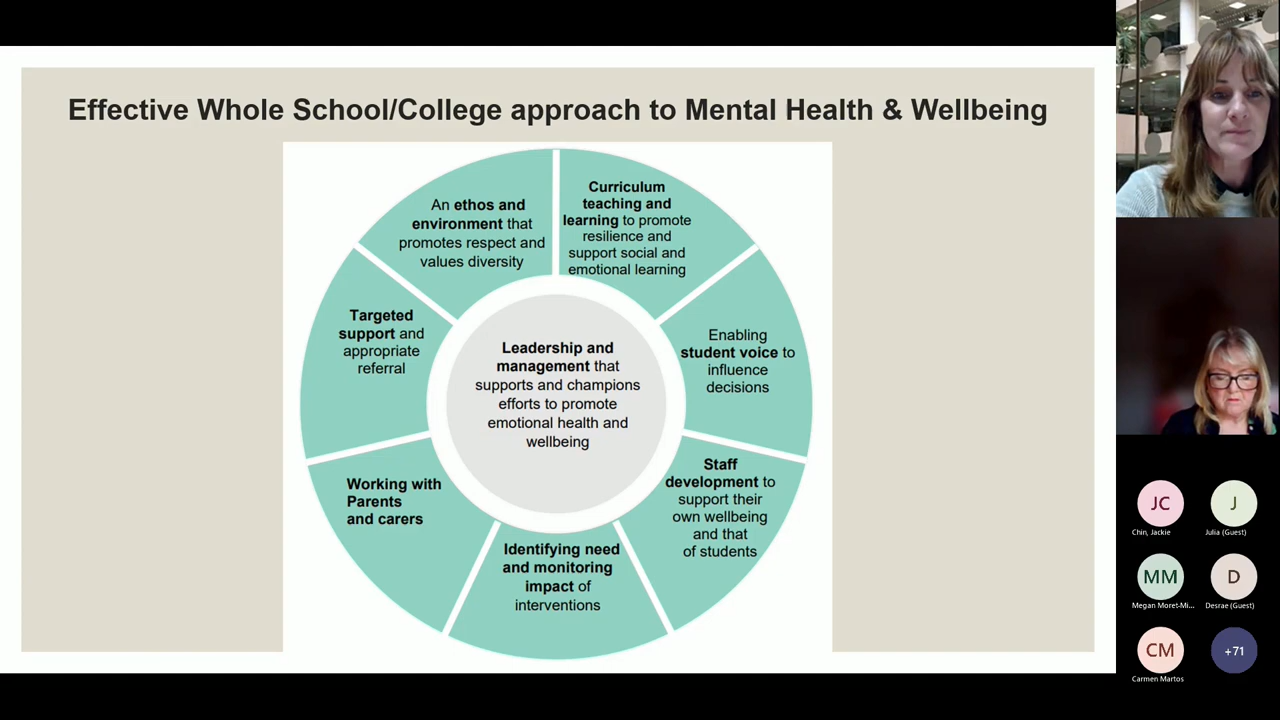 Effective Whole School/College approach to Mental Health & Wellbeing
An ethos and
environment that
promotes respect and
values diversity
Curriculum
teaching and
learning to promote
resilience and
support social and
emotional learning
Enabling
student voice to
influence
decisions
Staff
development to
support their
own wellbeing
and that
of students
Identifying need
and monitoring
impact of
interventions
Working with
Parents
and carers
Targeted
support and
appropriate
referral
Leadership and
management that
supports and champions
efforts to promote
emotional health and
wellbeing
JC
Chin, Jackie
J
Julia (Guest)
MM
Megan Moret-Mi...
D
Desrae (Guest)
CM
Carmen Martos
+71